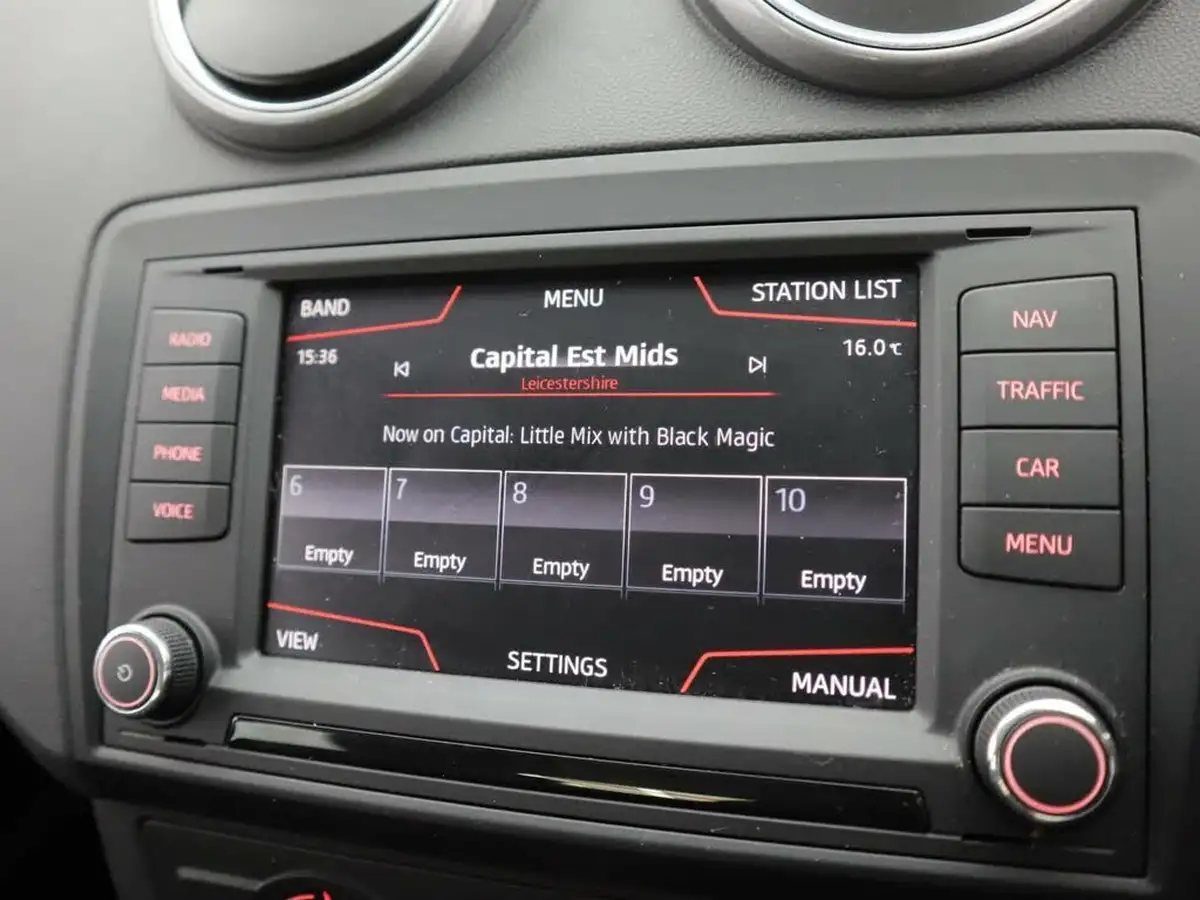 BAND
MENU
STATION LIST
15:36
Capital Est Mids
16.0℃
Leicestershire
Now on Capital: Little Mix with Black Magic
6
7
8
9
10
Empty
Empty
Empty
Empty
Empty
VIEW
SETTINGS
MANUAL
RADIO
MEDIA
PHONE
VOICE
NAV
TRAFFIC
CAR
MENU